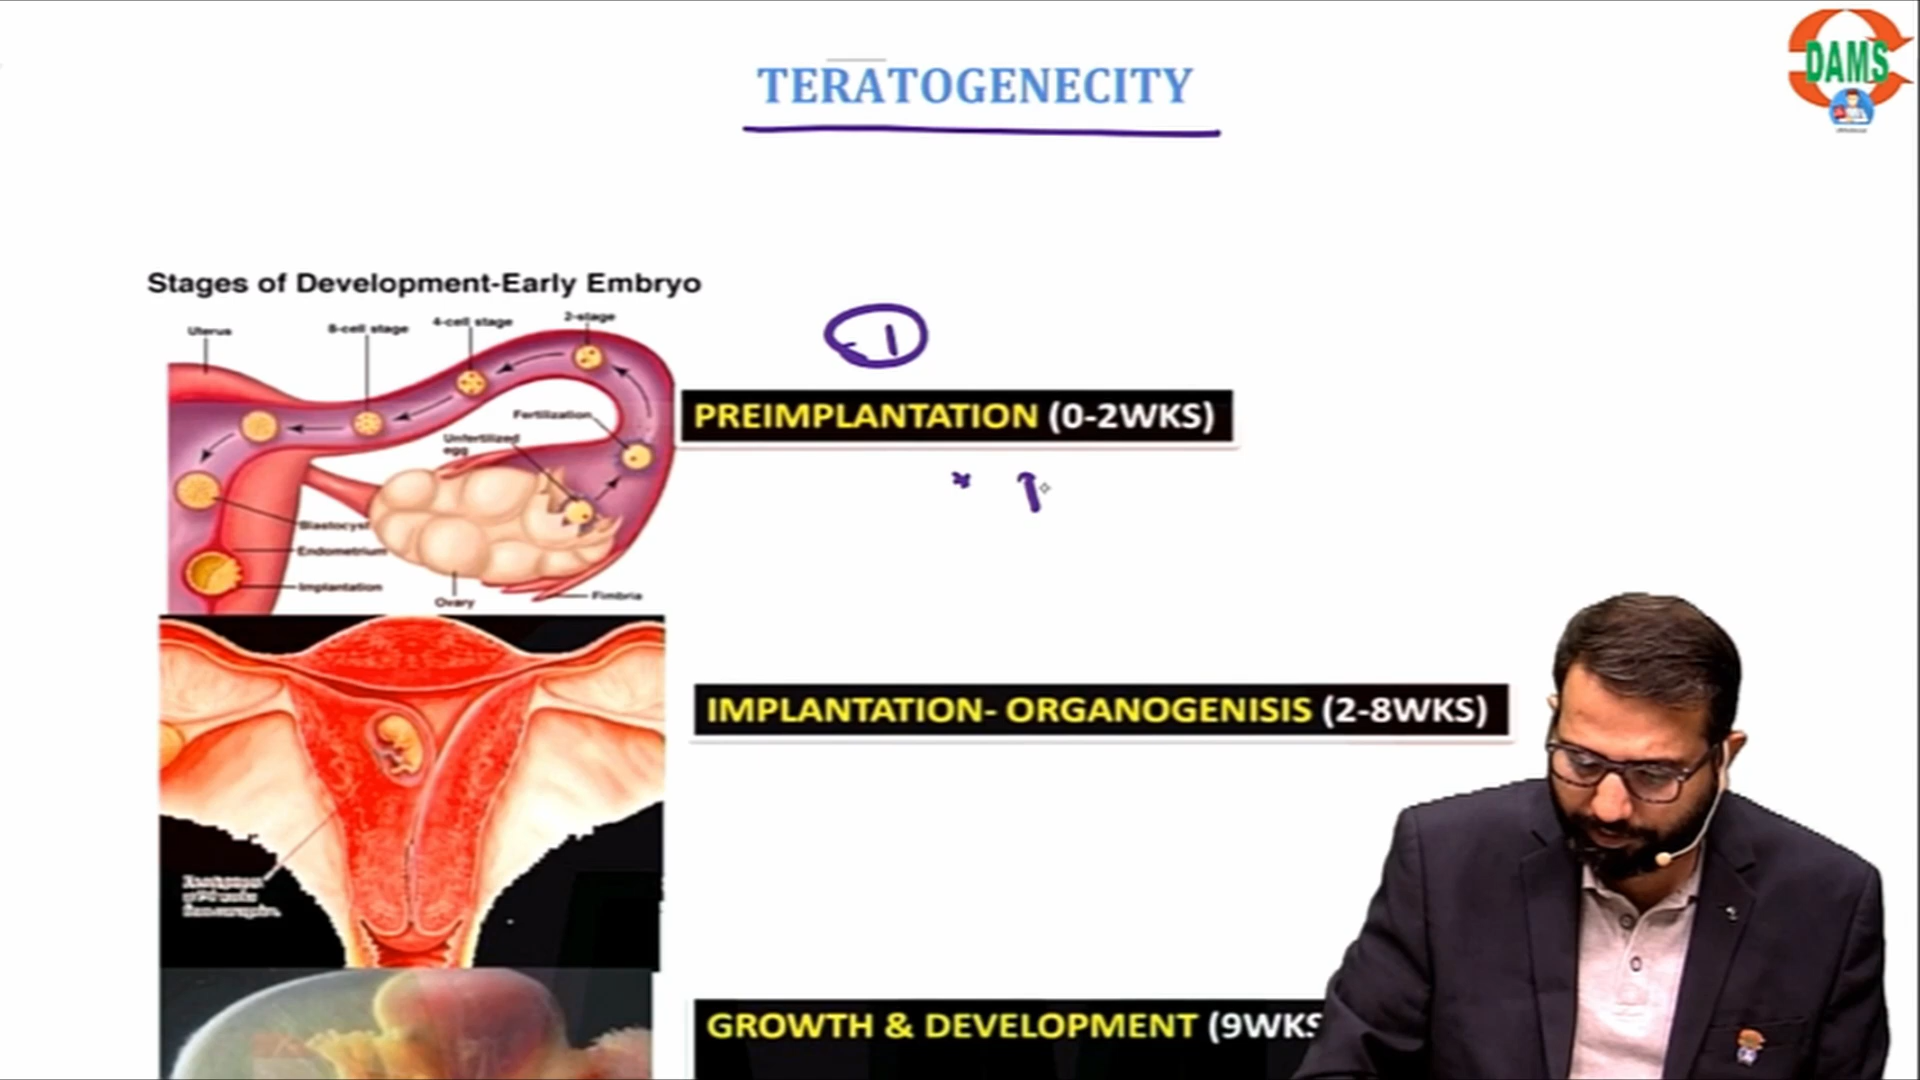 TERATOGENECITY
DAMS
Stages of Development-Early Embryo
Uterus
8-cell stage
4-cell stage
2-stage
1
Fertilization
Unfertilized
egg
PREIMPLANTATION (0-2WKS)
*
Blastocyst
Endometrium
Implantation
Ovary
Fimbria
IMPLANTATION- ORGANOGENISIS (2-8WKS)
GROWTH & DEVELOPMENT (9WKS